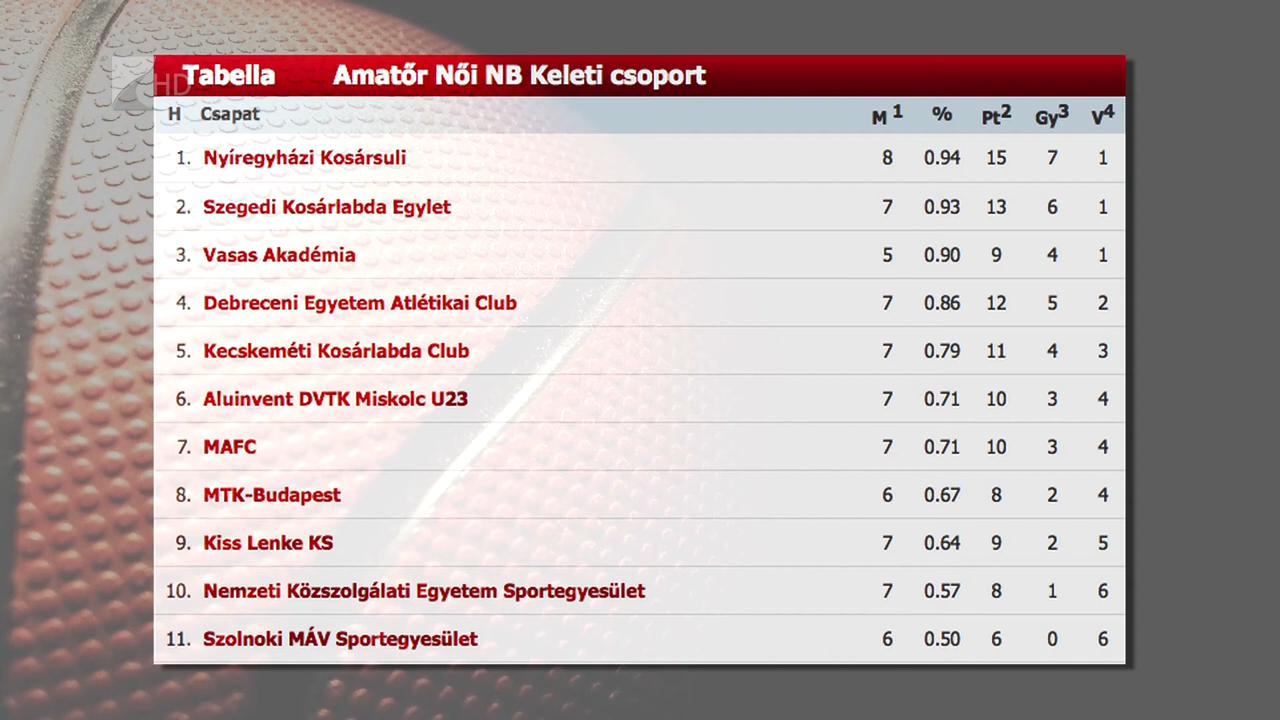 Tabella Amatőr Női NB Keleti csoport
HD
H Csapat M 1 % Pt2 Gy3 V4
1. Nyíregyházi Kosársuli 8 0.94 15 7 1
2. Szegedi Kosárlabda Egylet 7 0.93 13 6 1
3. Vasas Akadémia 5 0.90 9 4 1
4. Debreceni Egyetem Atlétikai Club 7 0.86 12 5 2
5. Kecskeméti Kosárlabda Club 7 0.79 11 4 3
6. Aluinvent DVTK Miskolc U23 7 0.71 10 3 4
7. MAFC 7 0.71 10 3 4
8. MTK-Budapest 6 0.67 8 2 4
9. Kiss Lenke KS 7 0.64 9 2 5
10. Nemzeti Közszolgálati Egyetem Sportegyesület 7 0.57 8 1 6
11. Szolnoki MÁV Sportegyesület 6 0.50 6 0 6